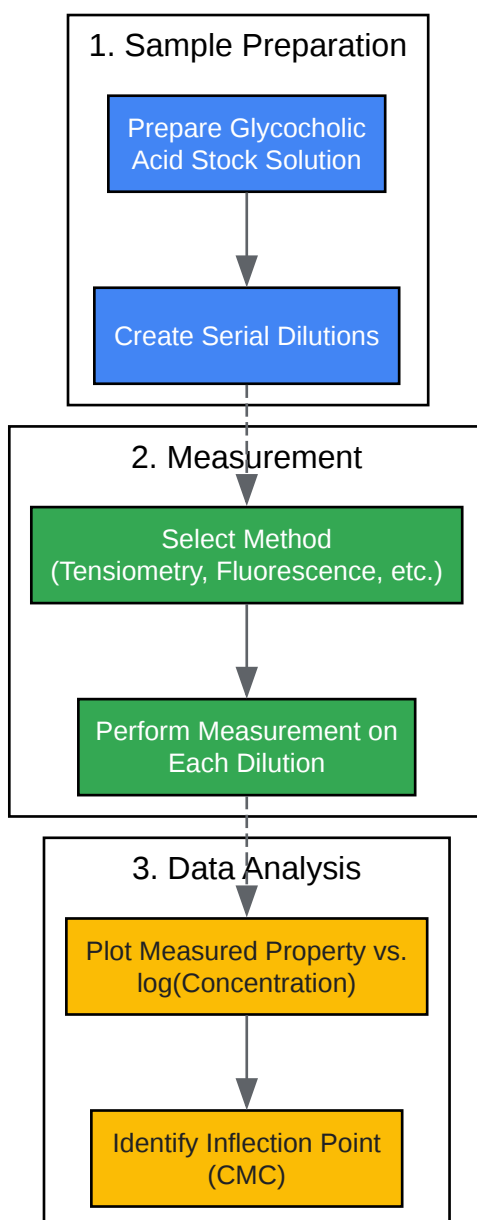 1. Sample Preparation
Prepare Glycocholic
Acid Stock Solution
Create Serial Dilutions
2. Measurement
Select Method
(Tensiometry, Fluorescence, etc.)
Perform Measurement on
Each Dilution
3. Data Analysis
Plot Measured Property vs.
log(Concentration)
Identify Inflection Point
(CMC)